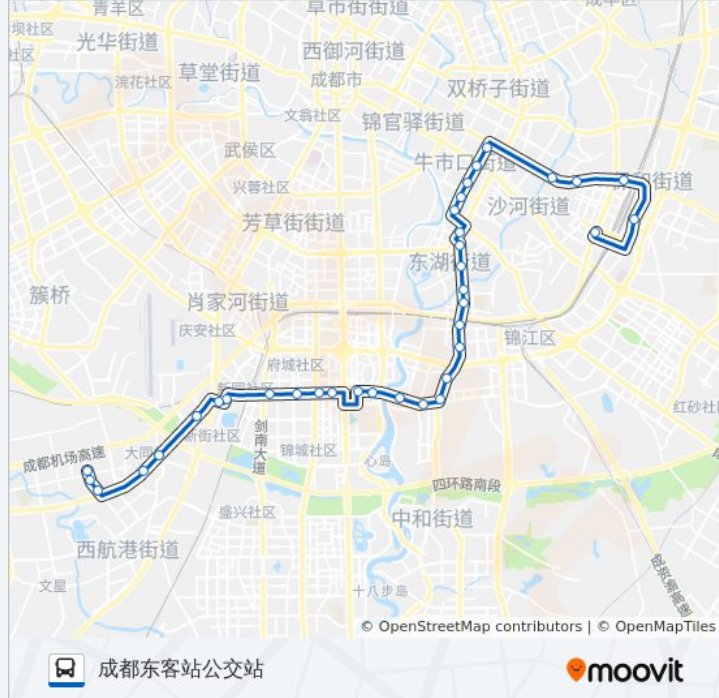 青羊区
草市街街道
坝社区
光华街道
西御河街道
社区
草堂街道
浣花社区
成都市
双桥子街道
文翁社区
锦官驿街道
武侯区
牛市口街道
兴蓉社区
沙河街道
芳草街街道
东湖街道
簇桥
肖家河街道
庆安社区
锦江区
府城社区
红砂社区
新街社区
剑南大道
成都机场高速
大同
锦城社区
心岛
四环路南段
盛兴社区
中和街道
西航港街道
文星
成资渝高速
十八步岛
© OpenStreetMap contributors | © OpenMapTiles
成都东客站公交站
moovit